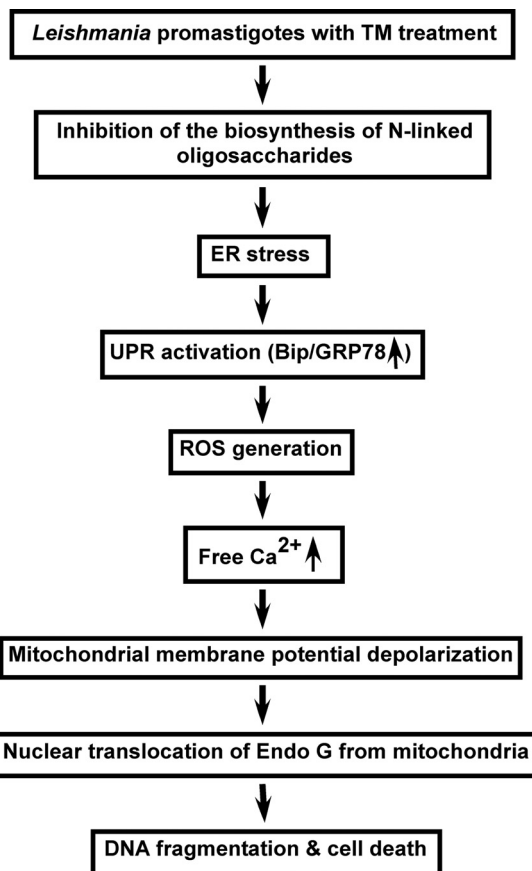 Leishmania promastigotes with TM treatment
Inhibition of the biosynthesis of N-linked
oligosaccharides
ER stress
UPR activation (Bip/GRP78↑)
ROS generation
Free Ca²⁺↑
Mitochondrial membrane potential depolarization
Nuclear translocation of Endo G from mitochondria
DNA fragmentation & cell death